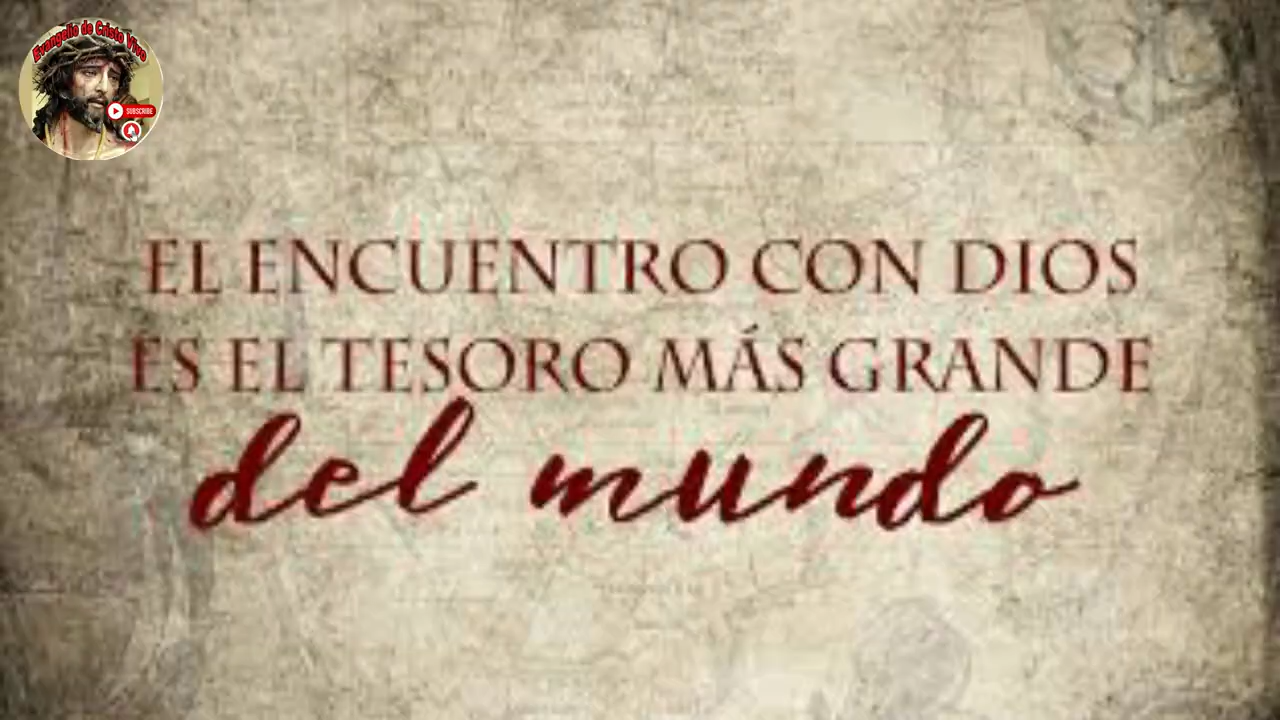 Evangelio de Cristo Vivo
SUBSCRIBE
EL ENCUENTRO CON DIOS
ES EL TESORO MÁS GRANDE
del mundo